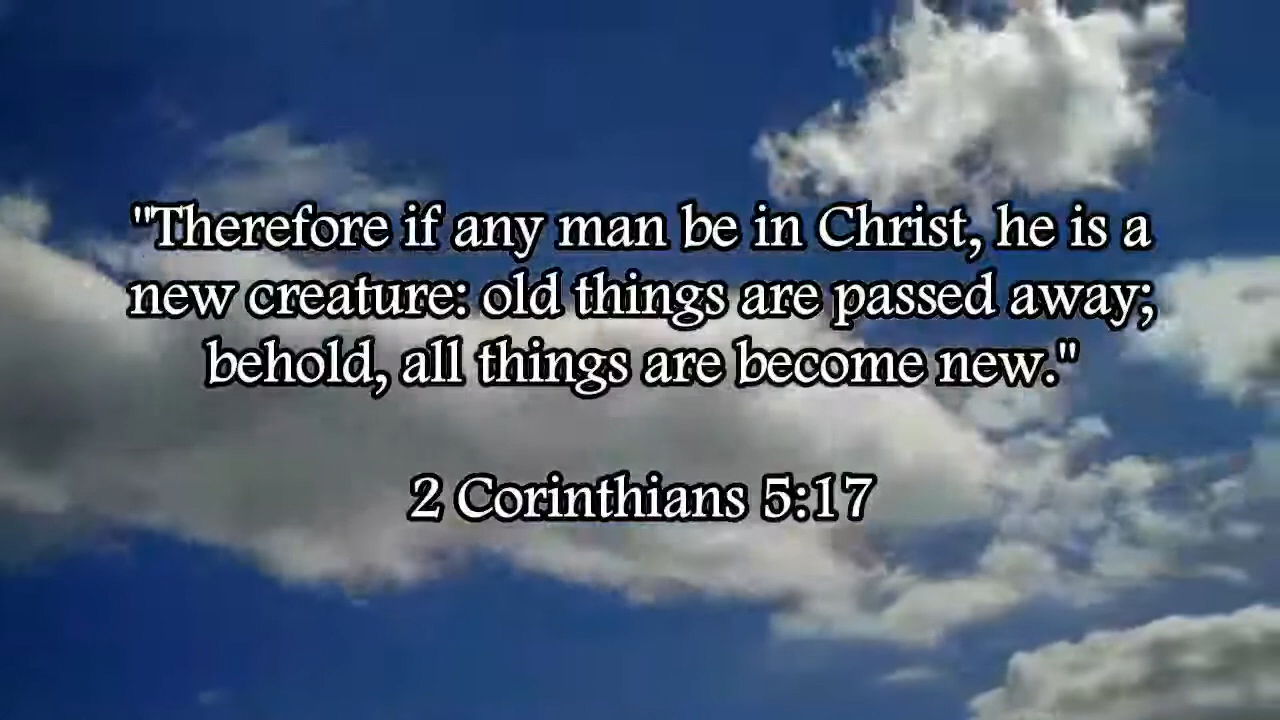 "Therefore if any man be in Christ, he is a
new creature: old things are passed away;
behold, all things are become new."
2 Corinthians 5:17